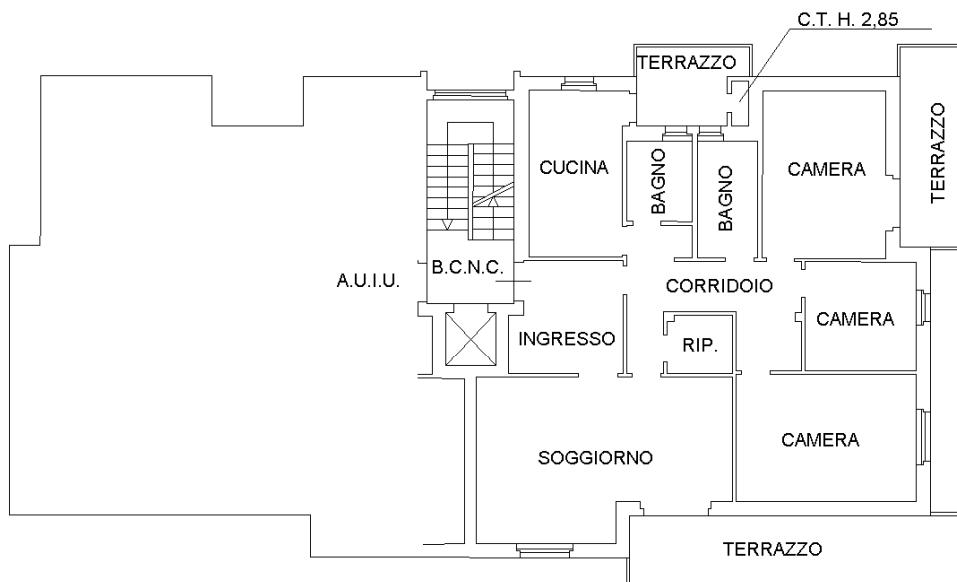 C.T. H. 2,85
TERRAZZO
CUCINA
BAGNO
BAGNO
CAMERA
TERRAZZO
A.U.I.U.
B.C.N.C.
CORRIDOIO
INGRESSO
RIP.
CAMERA
SOGGIORNO
CAMERA
TERRAZZO